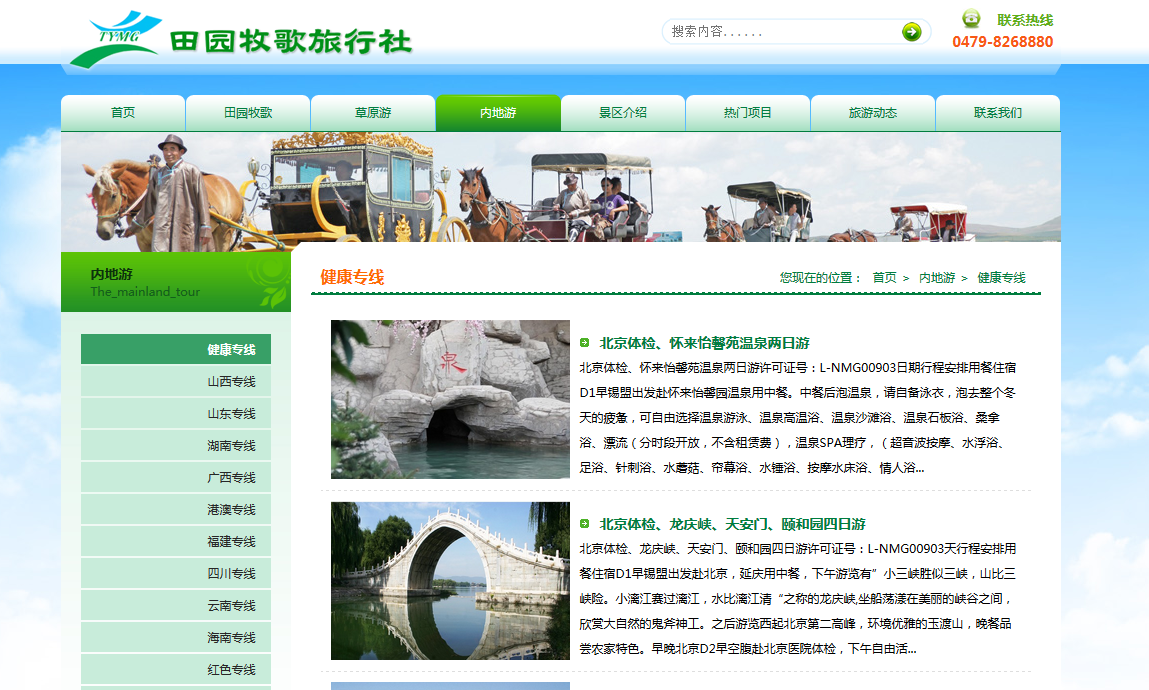 TYMG 田园牧歌旅行社
搜索内容......
联系热线
0479-8268880
首页 田园牧歌 草原游 内地游 景区介绍 热门项目 旅游动态 联系我们
内地游
The_mainland_tour
健康专线
山西专线
山东专线
湖南专线
广西专线
港澳专线
福建专线
四川专线
云南专线
海南专线
红色专线
健康专线
您现在的位置： 首页 > 内地游 > 健康专线
泉
北京体检、怀来怡馨苑温泉两日游
北京体检、怀来怡馨苑温泉两日游许可证号：L-NMG00903日期行程安排用餐住宿
D1早锡盟出发赴怀来怡馨园温泉用中餐。中餐后泡温泉，请自备泳衣，泡去整个冬
天的疲惫，可自由选择温泉游泳、温泉高温浴、温泉沙滩浴、温泉石板浴、桑拿
浴、漂流（分时段开放，不含租赁费），温泉SPA理疗，（超音波按摩、水浮浴、
足浴、针刺浴、水蘑菇、帘幕浴、水锤浴、按摩水床浴、情人浴...
北京体检、龙庆峡、天安门、颐和园四日游
北京体检、龙庆峡、天安门、颐和园四日游许可证号：L-NMG00903天行程安排用
餐住宿D1早锡盟出发赴北京，延庆用中餐，下午游览有”小三峡胜似三峡，山比三
峡险。小漓江赛过漓江，水比漓江清“之称的龙庆峡,坐船荡漾在美丽的峡谷之间，
欣赏大自然的鬼斧神工。之后游览西起北京第二高峰，环境优雅的玉渡山，晚餐品
尝农家特色。早晚北京D2早空腹赴北京医院体检，下午自由活...